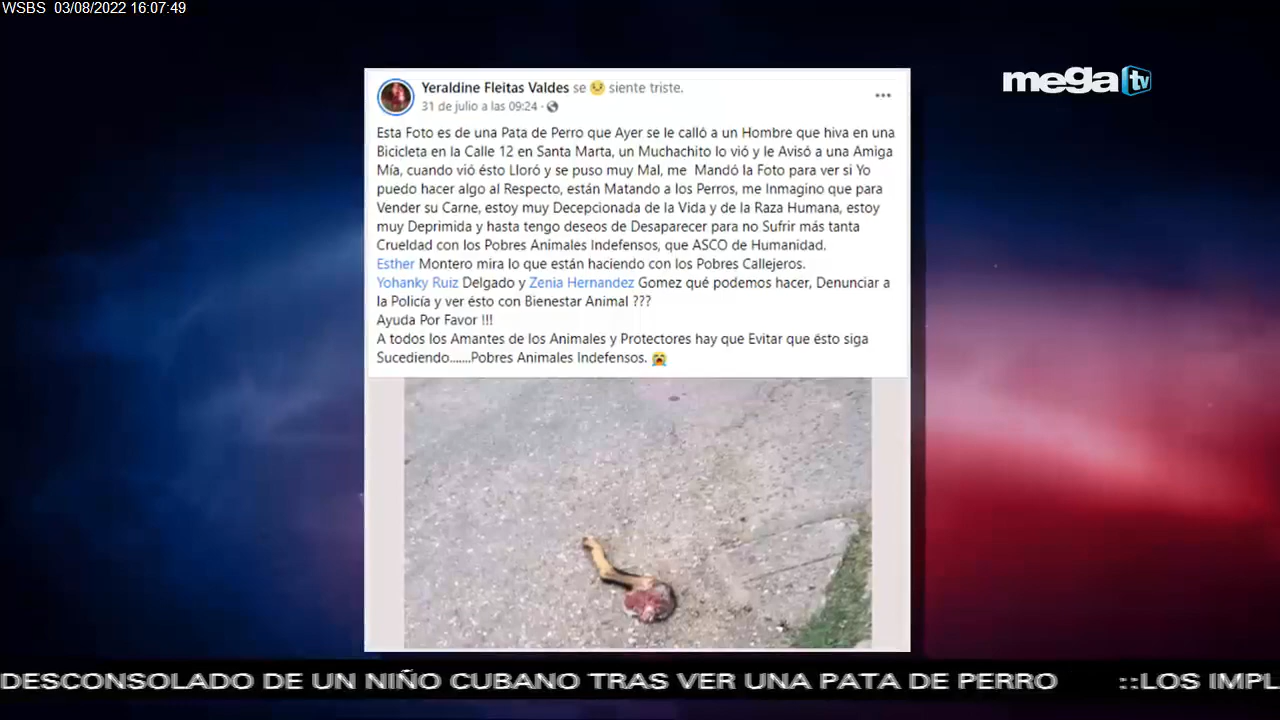 WSBS 03/08/2022 16:07:49
mega tv
Yeraldine Fleitas Valdes se 😟 siente triste.
31 de julio a las 09:24 ·
Esta Foto es de una Pata de Perro que Ayer se le calló a un Hombre que hiva en una
Bicicleta en la Calle 12 en Santa Marta, un Muchachito lo vió y le Avisó a una Amiga
Mía, cuando vió ésto Lloró y se puso muy Mal, me Mandó la Foto para ver si Yo
puedo hacer algo al Respecto, están Matando a los Perros, me Inmagino que para
Vender su Carne, estoy muy Decepcionada de la Vida y de la Raza Humana, estoy
muy Deprimida y hasta tengo deseos de Desaparecer para no Sufrir más tanta
Crueldad con los Pobres Animales Indefensos, que ASCO de Humanidad.
Esther Montero mira lo que están haciendo con los Pobres Callejeros.
Yohanky Ruiz Delgado y Zenia Hernandez Gomez qué podemos hacer, Denunciar a
la Policía y ver ésto con Bienestar Animal ???
Ayuda Por Favor !!!
A todos los Amantes de los Animales y Protectores hay que Evitar que ésto siga
Sucediendo.......Pobres Animales Indefensos. 😭
DESCONSOLADO DE UN NIÑO CUBANO TRAS VER UNA PATA DE PERRO ::LOS IMPL